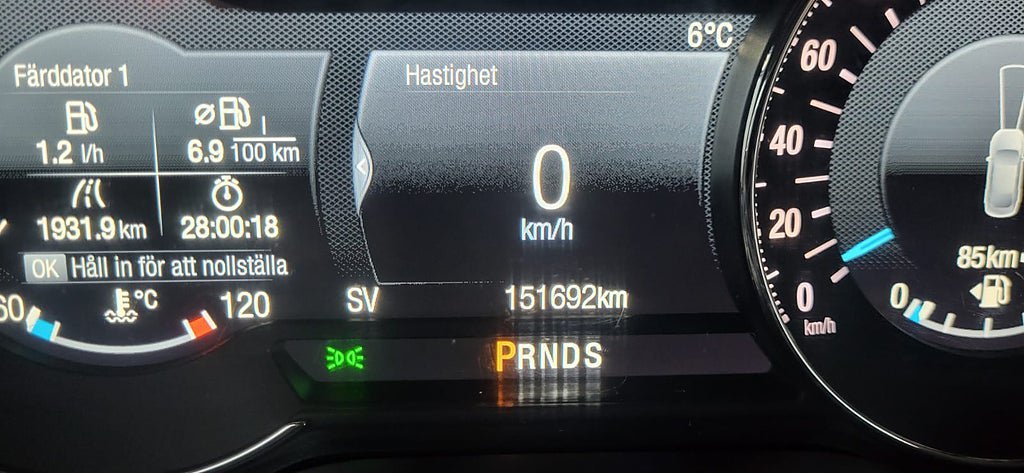 6°C
Färddator 1
Hastighet
1.2 l/h
⌀ 6.9 l/100 km
1931.9 km
28:00:18
OK Håll in för att nollställa
0
km/h
60
°C
120
SV
151692km
PRNDS
60
40
20
0
km/h
85km
0